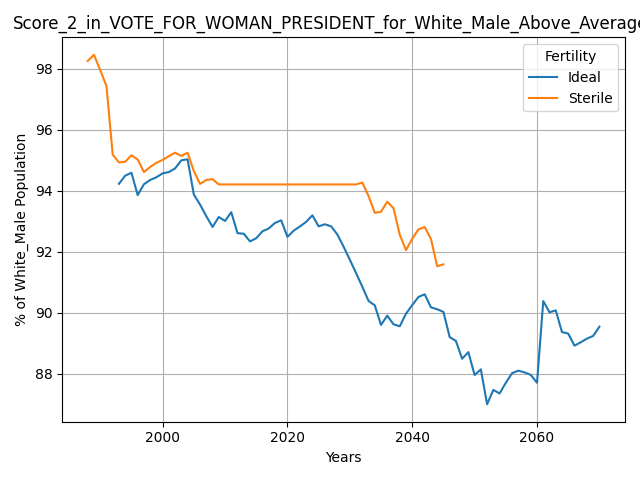 Score_2_in_VOTE_FOR_WOMAN_PRESIDENT_for_White_Male_Above_Average
Fertility
Ideal
Sterile
% of White_Male Population
98
96
94
92
90
88
2000 2020 2040 2060
Years